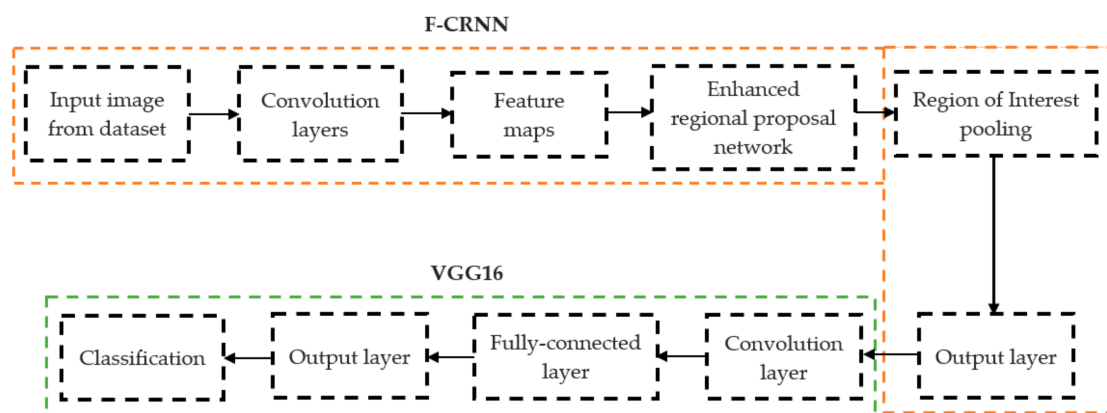 F-CRNN
Input image
from dataset
Convolution
layers
Feature
maps
Enhanced
regional proposal
network
Region of Interest
pooling
VGG16
Classification
Output layer
Fully-connected
layer
Convolution
layer
Output layer